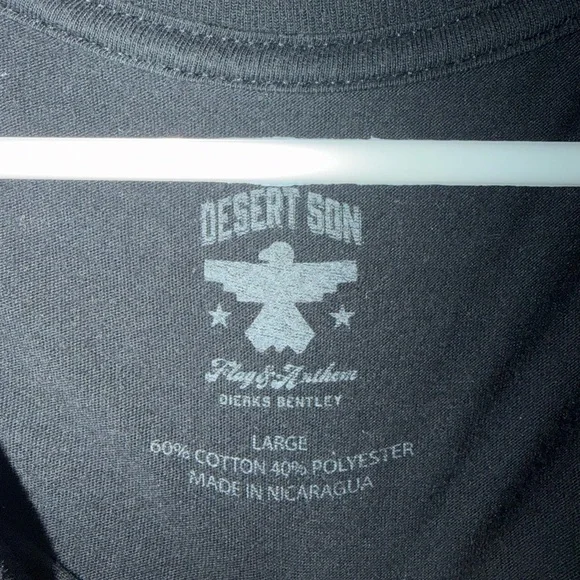 DESERT SON
Flag & Anthem
DIERKS BENTLEY
LARGE
60% COTTON 40% POLYESTER
MADE IN NICARAGUA